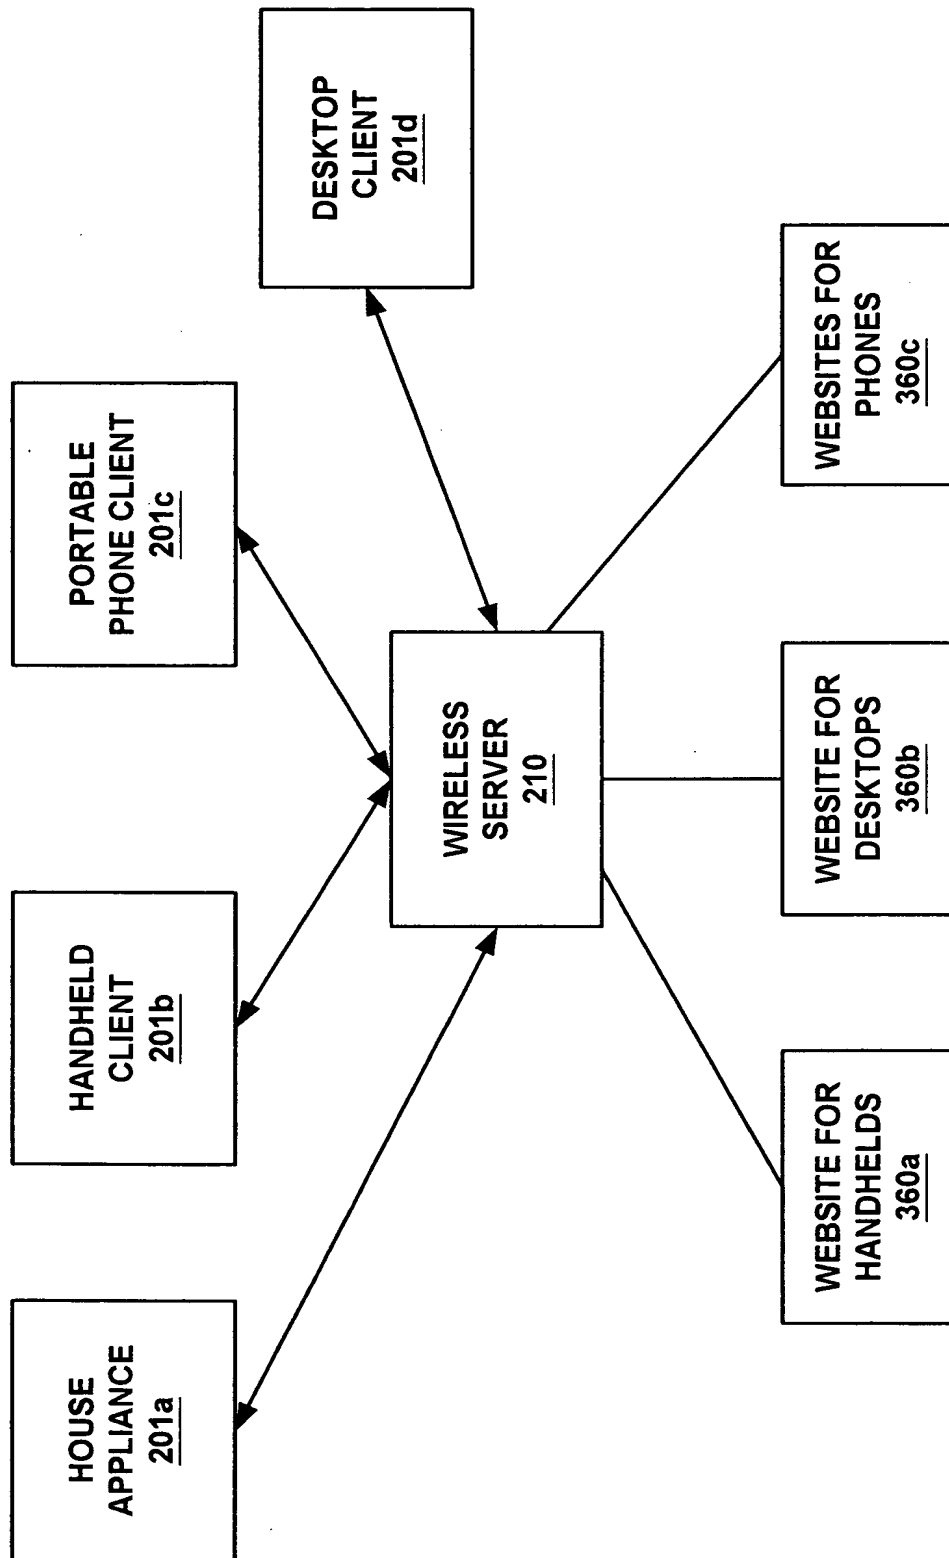 HOUSE
APPLIANCE
201a
HANDHELD
CLIENT
201b
PORTABLE
PHONE CLIENT
201c
DESKTOP
CLIENT
201d
WIRELESS
SERVER
210
WEBSITE FOR
HANDHELDS
360a
WEBSITE FOR
DESKTOPS
360b
WEBSITES FOR
PHONES
360c